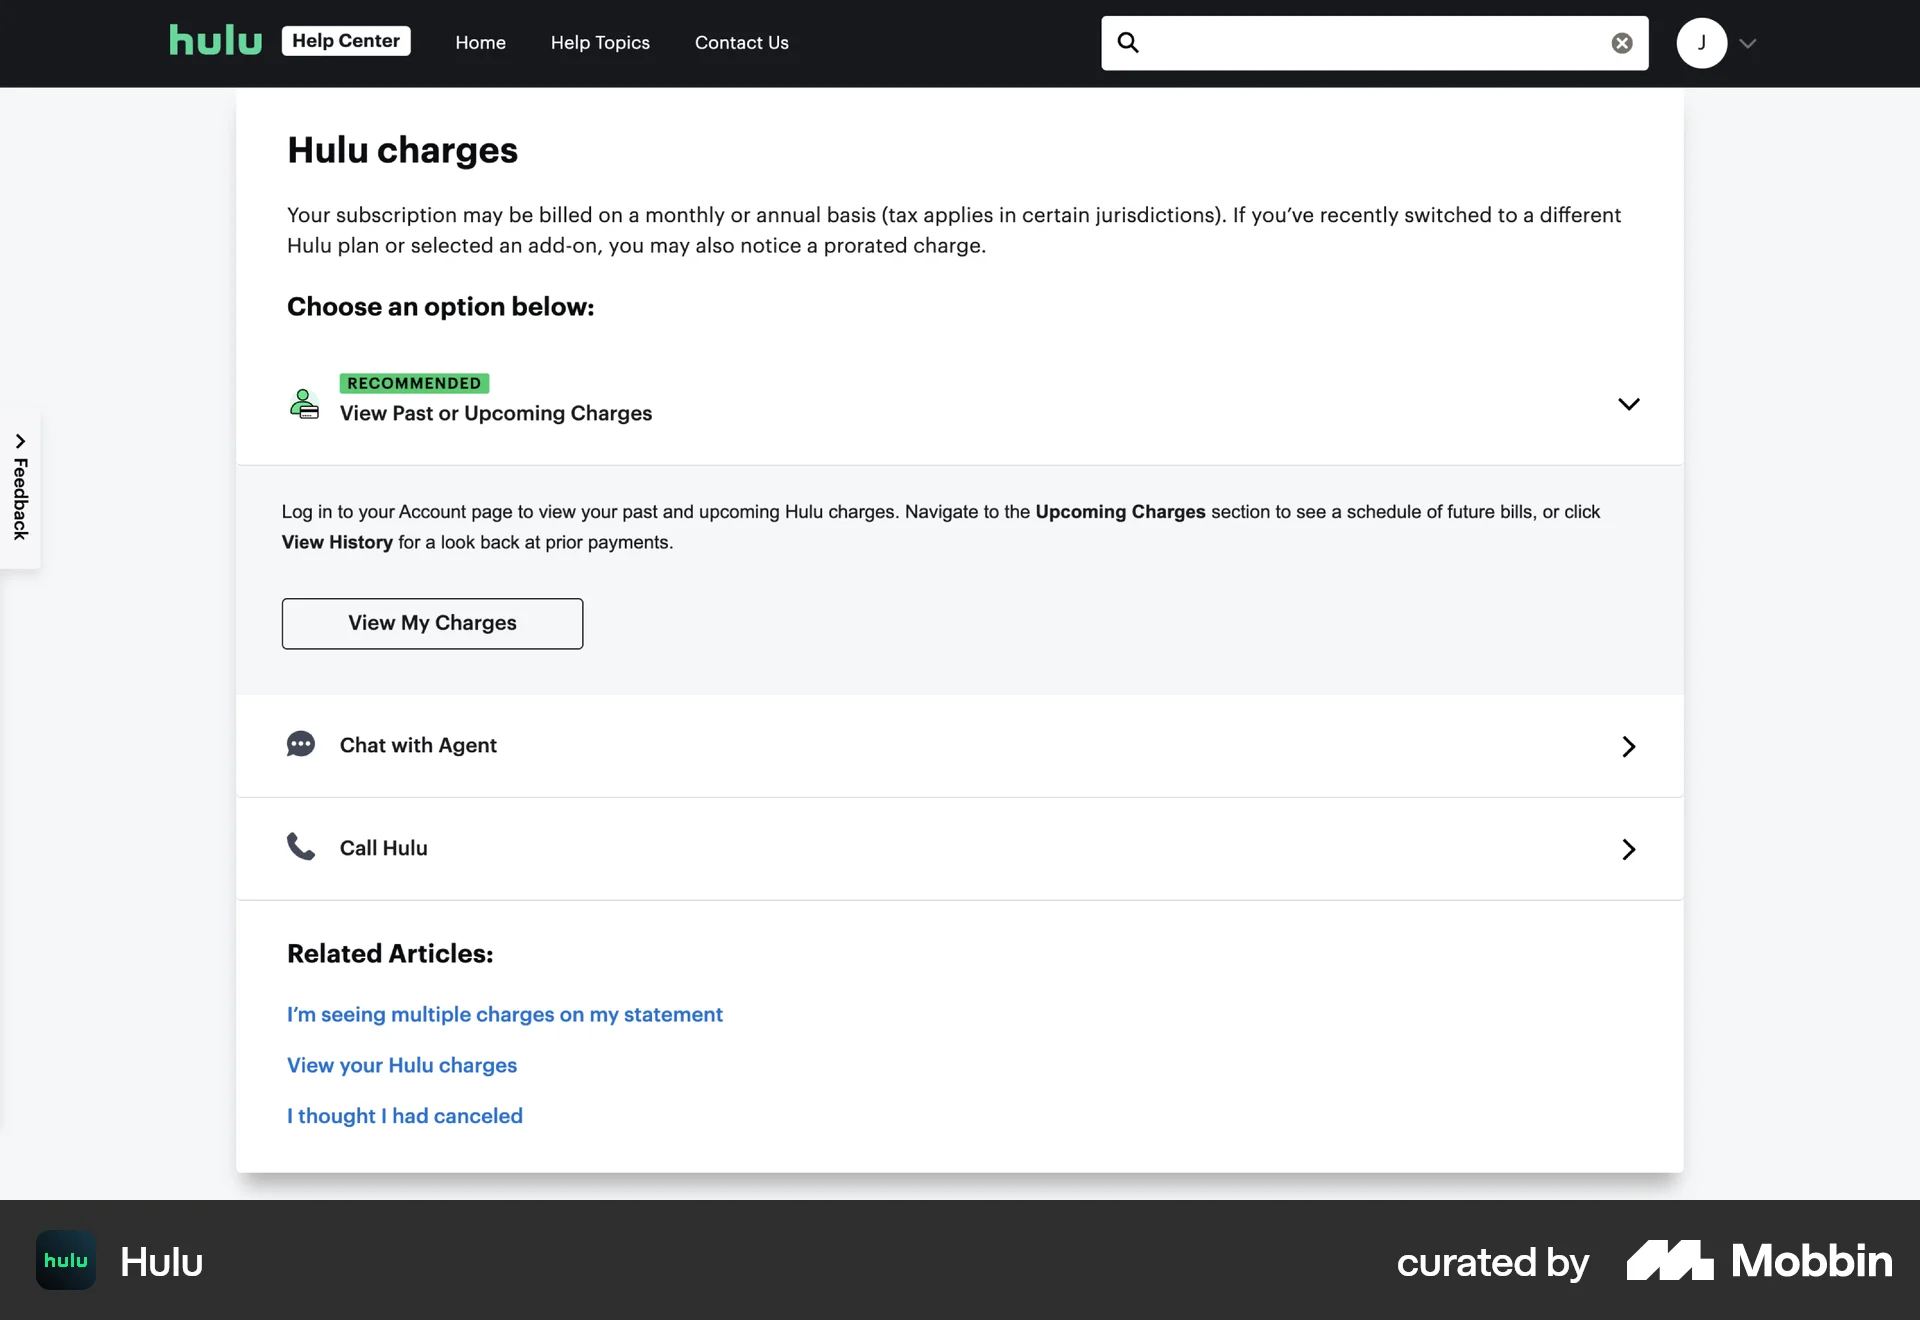 hulu Help Center Home Help Topics Contact Us J
Hulu charges
Your subscription may be billed on a monthly or annual basis (tax applies in certain jurisdictions). If you’ve recently switched to a different
Hulu plan or selected an add-on, you may also notice a prorated charge.
Choose an option below:
RECOMMENDED
View Past or Upcoming Charges
Feedback
Log in to your Account page to view your past and upcoming Hulu charges. Navigate to the Upcoming Charges section to see a schedule of future bills, or click
View History for a look back at prior payments.
View My Charges
Chat with Agent
Call Hulu
Related Articles:
I’m seeing multiple charges on my statement
View your Hulu charges
I thought I had canceled
hulu Hulu curated by Mobbin